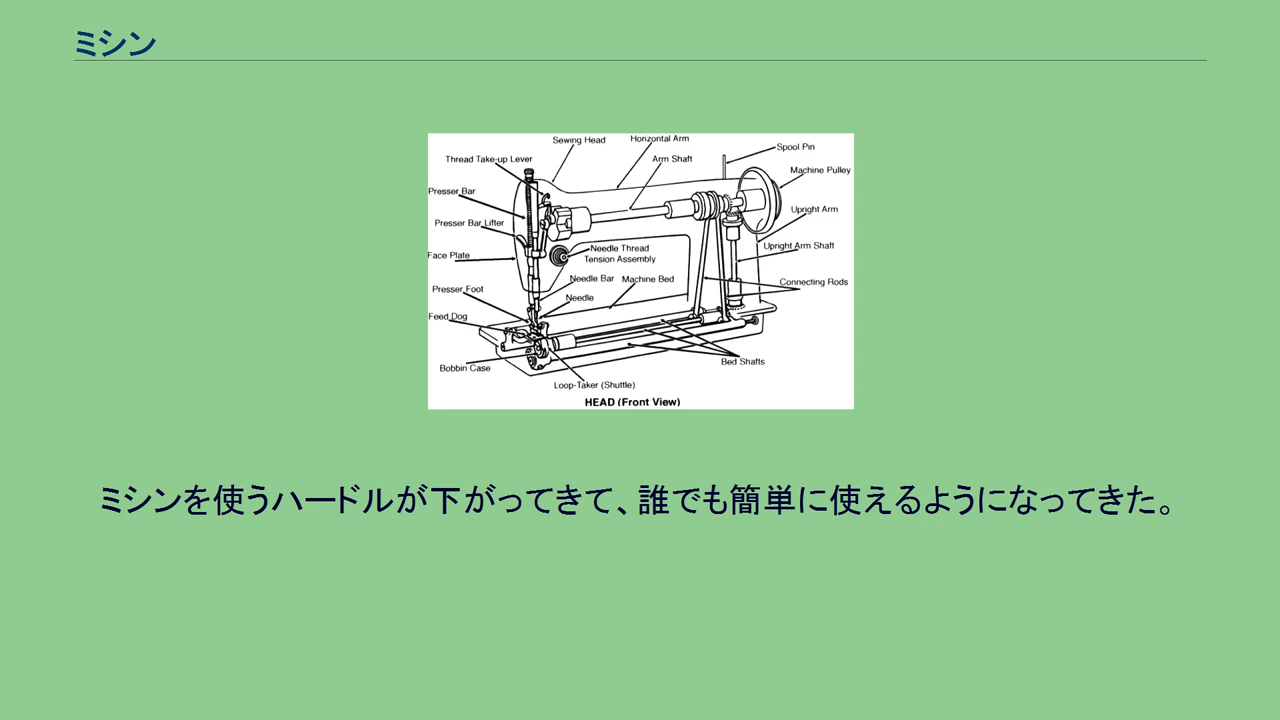 ミシン
Sewing Head
Horizontal Arm
Spool Pin
Thread Take-up Lever
Arm Shaft
Machine Pulley
Presser Bar
Upright Arm
Presser Bar Lifter
Needle Thread
Tension Assembly
Upright Arm Shaft
Face Plate
Needle Bar
Machine Bed
Connecting Rods
Presser Foot
Needle
Feed Dog
Bed Shafts
Bobbin Case
Loop-Taker (Shuttle)
HEAD (Front View)
ミシンを使うハードルが下がってきて、誰でも簡単に使えるようになってきた。